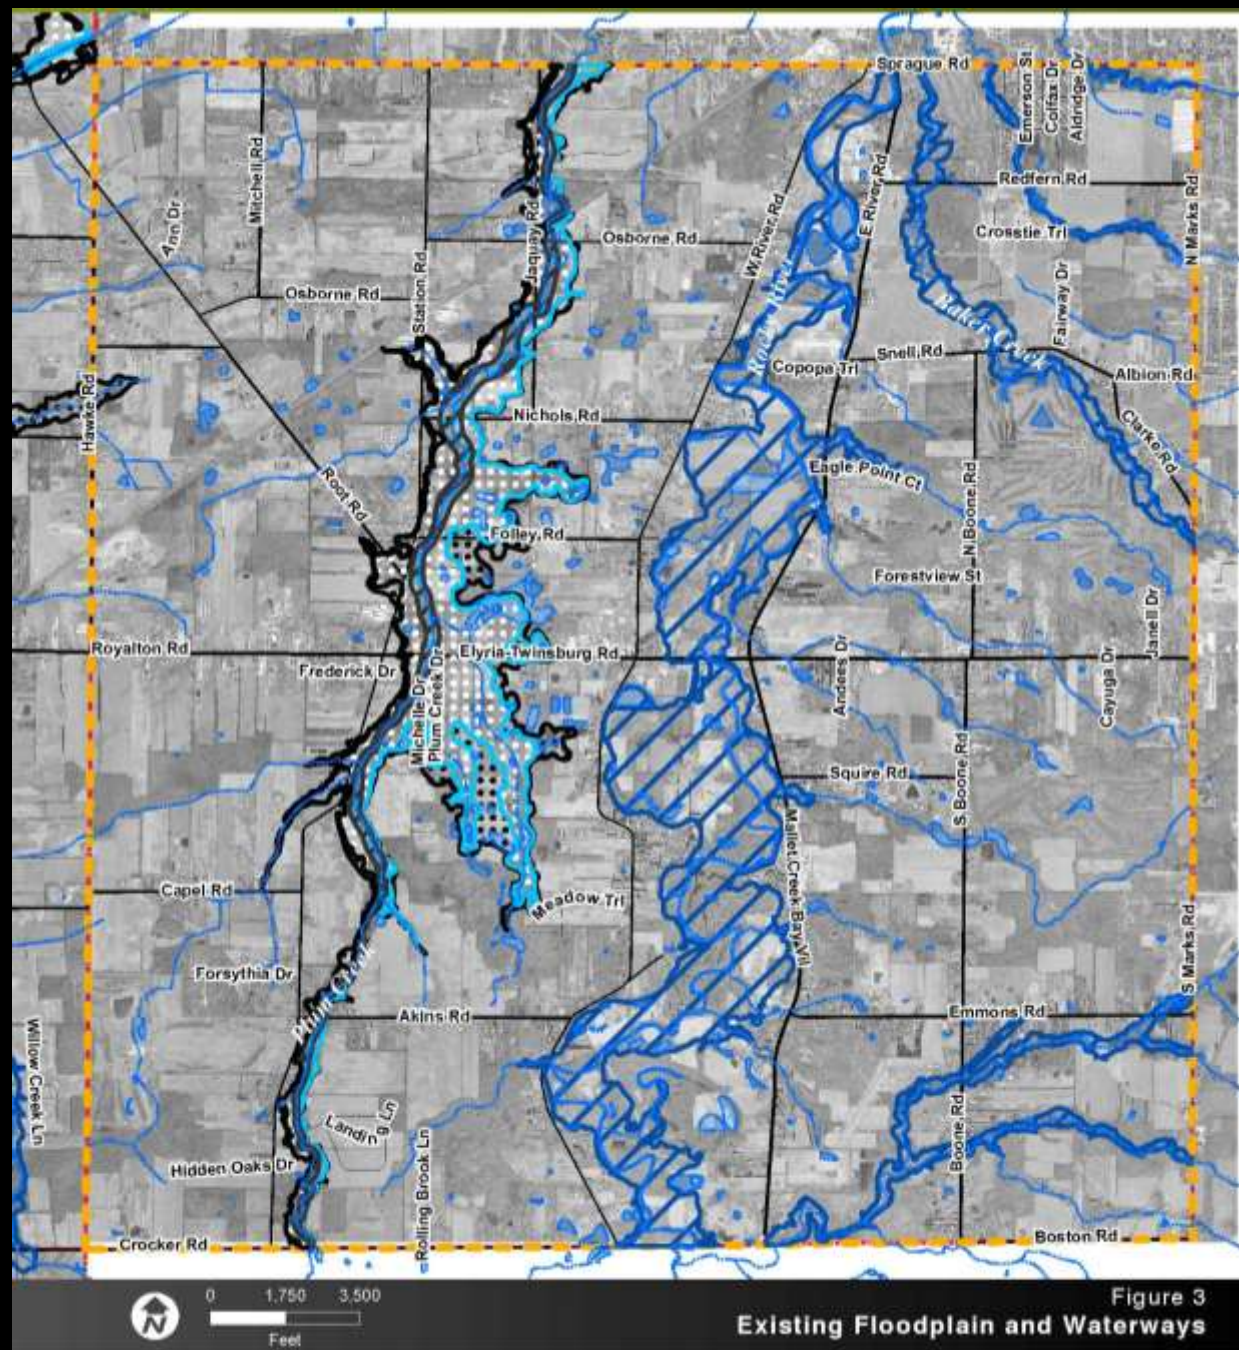 Sprague Rd
Emerson St
Colfax Dr
Aldridge Dr
Mitchell Rd
Redfern Rd
N Marks Rd
Ann Dr
W River Rd
E River Rd
Crosstie Trl
Osborne Rd
Station Rd
Osborne Rd
Fairway Dr
Baker Creek
Snell Rd
Copopa Trl
Albion Rd
Hawke Rd
Nichols Rd
Clarke Rd
Root Rd
Eagle Point Ct
N Boone Rd
Folley Rd
Forestview St
Janel Dr
Royalton Rd
Elyria-Twinsburg Rd
Frederick Dr
Michelle Dr
Plum Creek Dr
Andees Dr
Cayuga Dr
Squire Rd
S Boone Rd
Mallet Creek Bay Vil
Capel Rd
Meadow Trl
Forsythia Dr
Plum Creek
S Marks Rd
Akins Rd
Emmons Rd
Willow Creek Ln
Landing Ln
Boone Rd
Hidden Oaks Dr
Rolling Brook Ln
Crocker Rd
Boston Rd
N
0 1,750 3,500
Feet
Figure 3
Existing Floodplain and Waterways